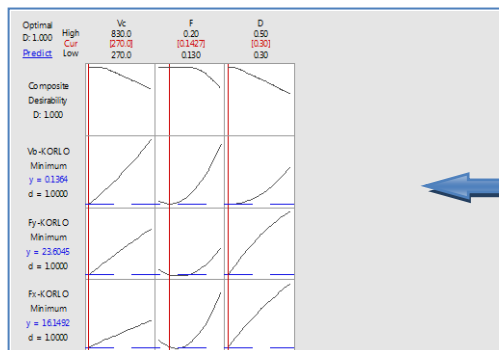 Optimal
D: 1.000
Predict
High
Cur
Low
Vc
830.0
[270.0]
270.0
F
0.20
[0.1427]
0.130
D
0.50
[0.30]
0.30
Composite
Desirability
D: 1.000
Vb-KORLO
Minimum
y = 0.1364
d = 1.0000
Fy-KORLO
Minimum
y = 23.6045
d = 1.0000
Fx-KORLO
Minimum
y = 16.1492
d = 1.0000